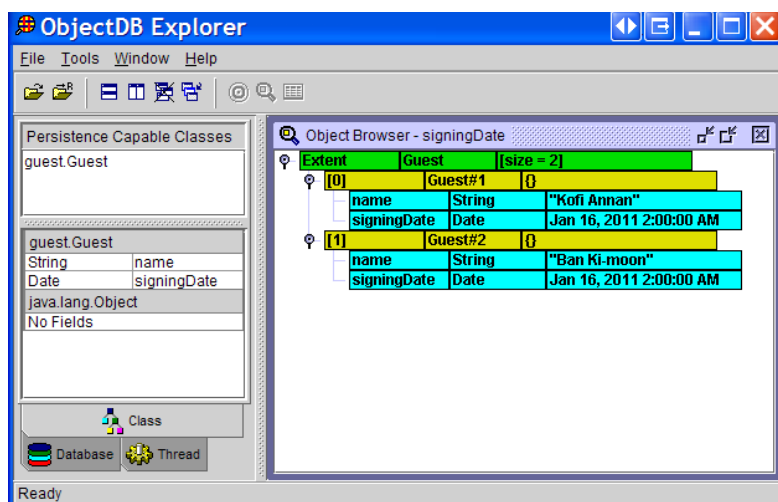 ObjectDB Explorer
File Tools Window Help
Persistence Capable Classes
guest.Guest
guest.Guest
String name
Date signingDate
java.lang.Object
No Fields
Class
Database Thread
Ready
Object Browser - signingDate
Extent Guest [size = 2]
[0] Guest#1 {}
name String "Kofi Annan"
signingDate Date Jan 16, 2011 2:00:00 AM
[1] Guest#2 {}
name String "Ban Ki-moon"
signingDate Date Jan 16, 2011 2:00:00 AM